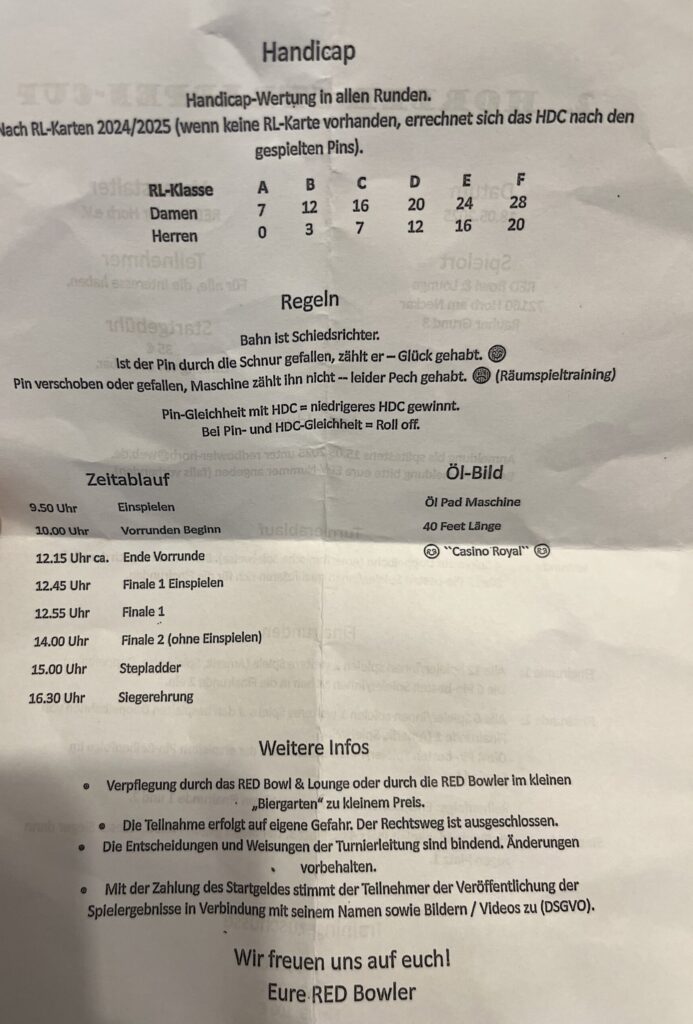 Handicap
Handicap-Wertung in allen Runden.
Nach RL-Karten 2024/2025 (wenn keine RL-Karte vorhanden, errechnet sich das HDC nach den
gespielten Pins).
RL-Klasse A B C D E F
Damen 7 12 16 20 24 28
Herren 0 3 7 12 16 20
Regeln
Bahn ist Schiedsrichter.
Ist der Pin durch die Schnur gefallen, zählt er – Glück gehabt.
Pin verschoben oder gefallen, Maschine zählt ihn nicht – leider Pech gehabt. (Räumspieltraining)
Pin-Gleichheit mit HDC = niedrigeres HDC gewinnt.
Bei Pin- und HDC-Gleichheit = Roll off.
Zeitablauf
9.50 Uhr Einspielen
10.00 Uhr Vorrunden Beginn
12.15 Uhr ca. Ende Vorrunde
12.45 Uhr Finale 1 Einspielen
12.55 Uhr Finale 1
14.00 Uhr Finale 2 (ohne Einspielen)
15.00 Uhr Stepladder
16.30 Uhr Siegerehrung
Öl-Bild
Öl Pad Maschine
40 Feet Länge
``Casino Royal``
Weitere Infos
• Verpflegung durch das RED Bowl & Lounge oder durch die RED Bowler im kleinen
„Biergarten“ zu kleinem Preis.
• Die Teilnahme erfolgt auf eigene Gefahr. Der Rechtsweg ist ausgeschlossen.
• Die Entscheidungen und Weisungen der Turnierleitung sind bindend. Änderungen
vorbehalten.
• Mit der Zahlung des Startgeldes stimmt der Teilnehmer der Veröffentlichung der
Spielergebnisse in Verbindung mit seinem Namen sowie Bildern / Videos zu (DSGVO).
Wir freuen uns auf euch!
Eure RED Bowler